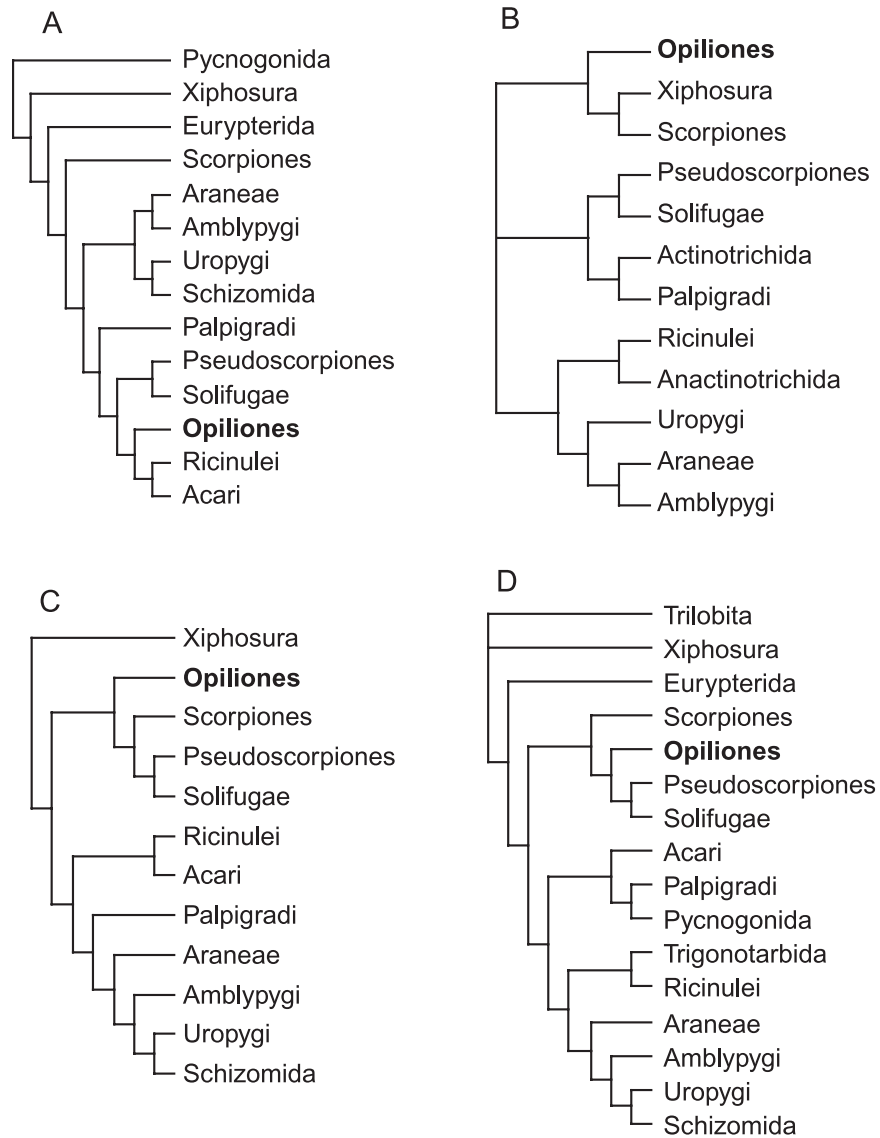 A
Pycnogonida
Xiphosura
Eurypterida
Scorpiones
Araneae
Amblypygi
Uropygi
Schizomida
Palpigradi
Pseudoscorpiones
Solifugae
Opiliones
Ricinulei
Acari
B
Opiliones
Xiphosura
Scorpiones
Pseudoscorpiones
Solifugae
Actinotrichida
Palpigradi
Ricinulei
Anactinotrichida
Uropygi
Araneae
Amblypygi
C
Xiphosura
Opiliones
Scorpiones
Pseudoscorpiones
Solifugae
Ricinulei
Acari
Palpigradi
Araneae
Amblypygi
Uropygi
Schizomida
D
Trilobita
Xiphosura
Eurypterida
Scorpiones
Opiliones
Pseudoscorpiones
Solifugae
Acari
Palpigradi
Pycnogonida
Trigonotarbida
Ricinulei
Araneae
Amblypygi
Uropygi
Schizomida